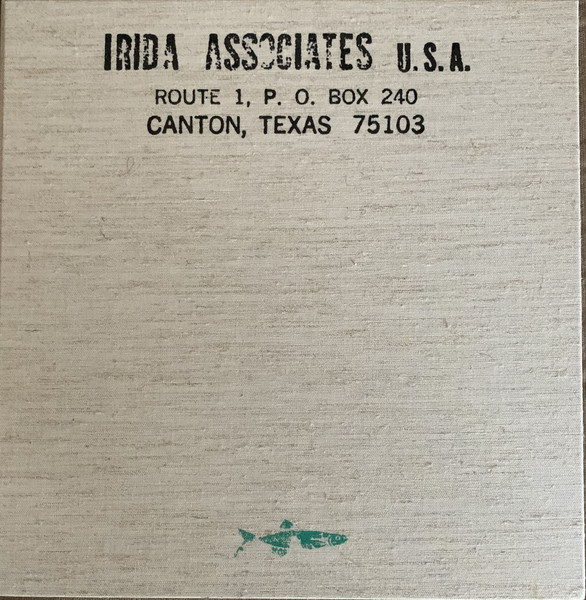 IRIDA ASSOCIATES U.S.A.
ROUTE 1, P. O. BOX 240
CANTON, TEXAS 75103